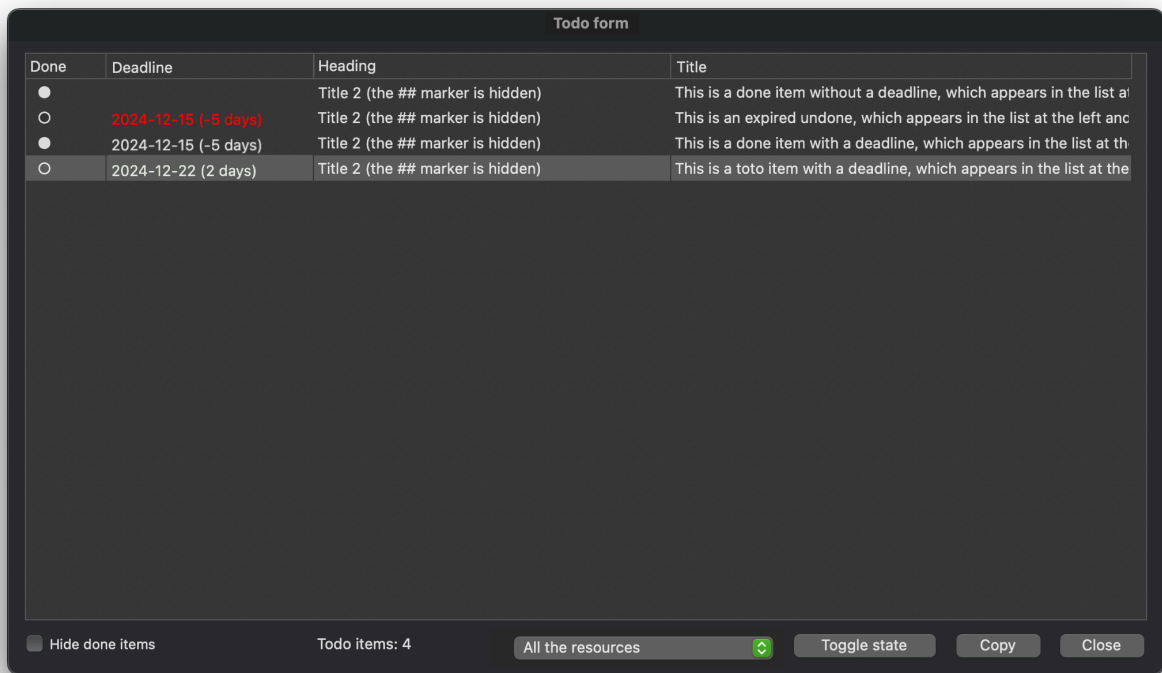 Todo form
Done Deadline Heading Title
Title 2 (the ## marker is hidden) This is a done item without a deadline, which appears in the list at
2024-12-15 (-5 days) Title 2 (the ## marker is hidden) This is an expired undone, which appears in the list at the left and
2024-12-15 (-5 days) Title 2 (the ## marker is hidden) This is a done item with a deadline, which appears in the list at
2024-12-22 (2 days) Title 2 (the ## marker is hidden) This is a toto item with a deadline, which appears in the list at the
Hide done items Todo items: 4 All the resources Toggle state Copy Close